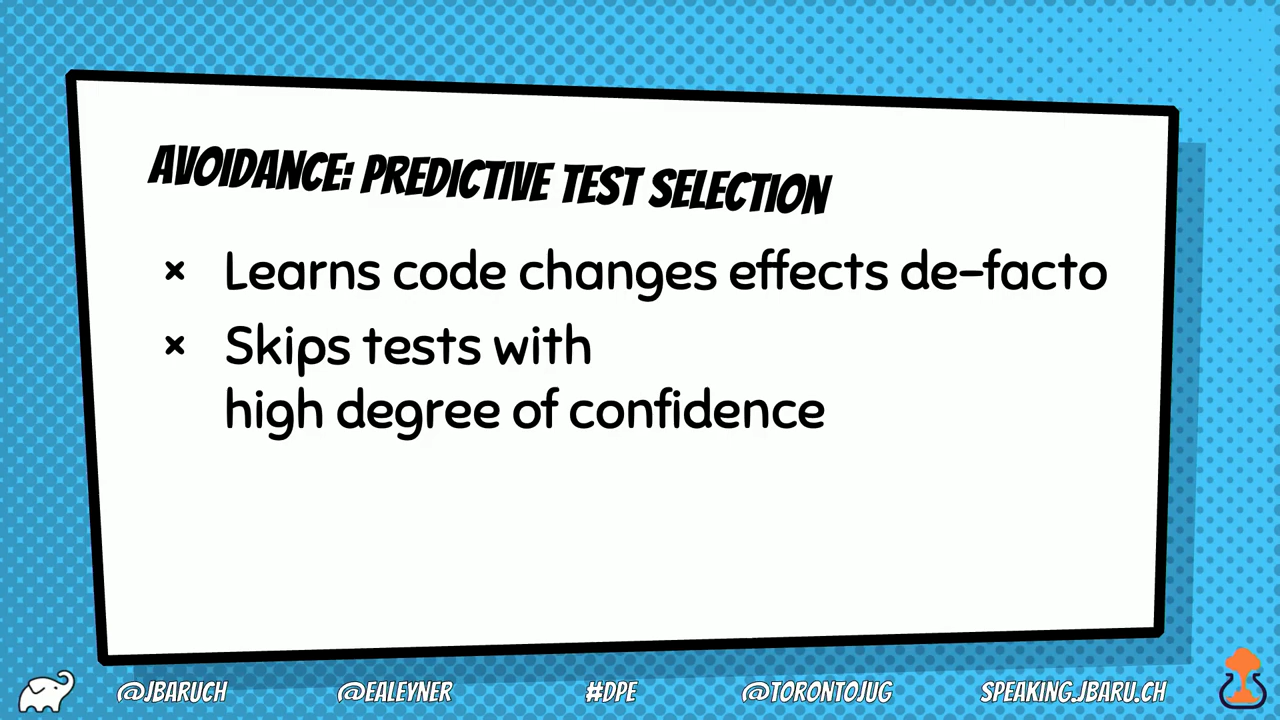 AVOIDANCE: PREDICTIVE TEST SELECTION
× Learns code changes effects de-facto
× Skips tests with
high degree of confidence
@JBARUCH @EALEYNER #DPE @TORONTOJUG SPEAKING.JBARU.CH